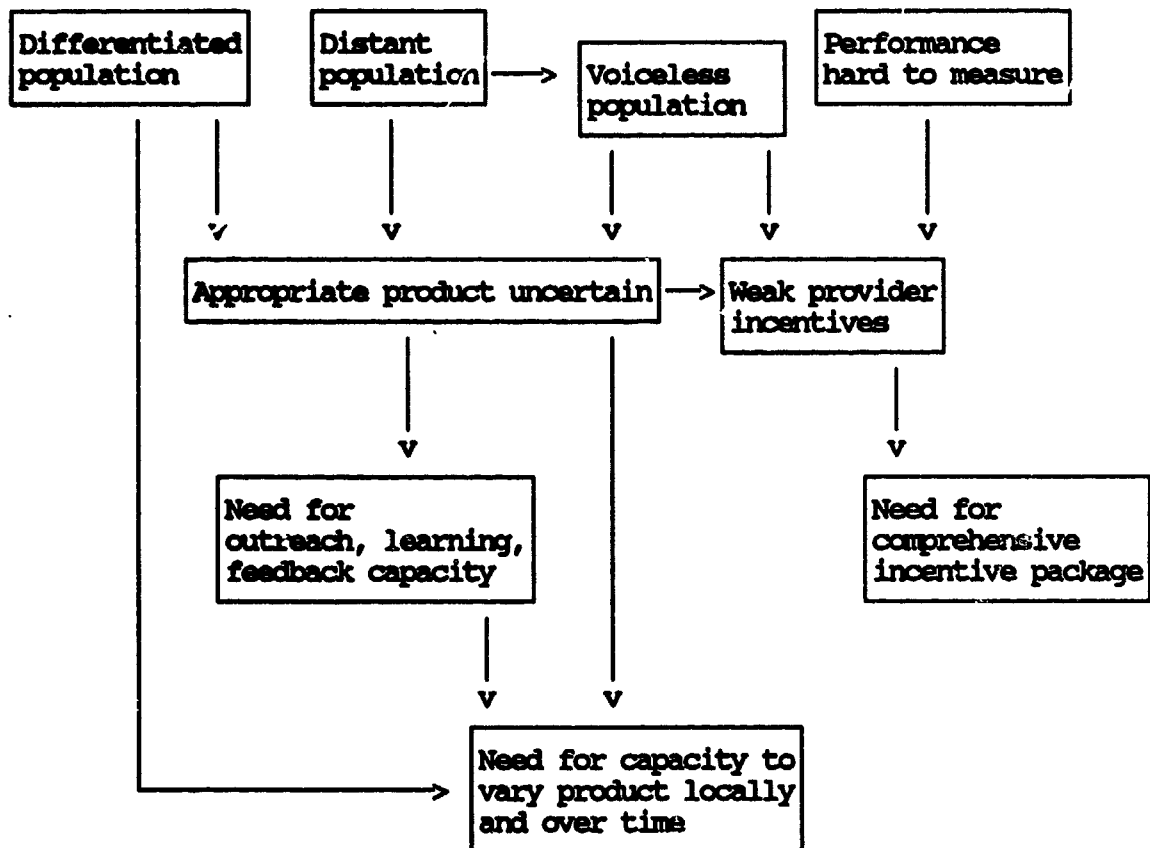 Differentiated
population
Distant
population
Voiceless
population
Performance
hard to measure
Appropriate product uncertain
Weak provider
incentives
Need for
outreach, learning,
feedback capacity
Need for
comprehensive
incentive package
Need for capacity to
vary product locally
and over time